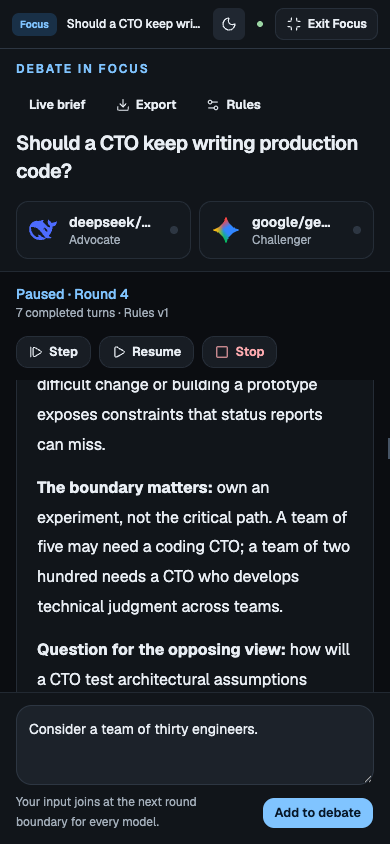 Focus
Should a CTO keep wri...
Exit Focus
DEBATE IN FOCUS
Live brief
Export
Rules
Should a CTO keep writing production
code?
deepseek/...
Advocate
google/ge...
Challenger
Paused · Round 4
7 completed turns · Rules v1
Step
Resume
Stop
difficult change or building a prototype
exposes constraints that status reports
can miss.
The boundary matters: own an
experiment, not the critical path. A team of
five may need a coding CTO; a team of two
hundred needs a CTO who develops
technical judgment across teams.
Question for the opposing view: how will
a CTO test architectural assumptions
Consider a team of thirty engineers.
Your input joins at the next round
boundary for every model.
Add to debate